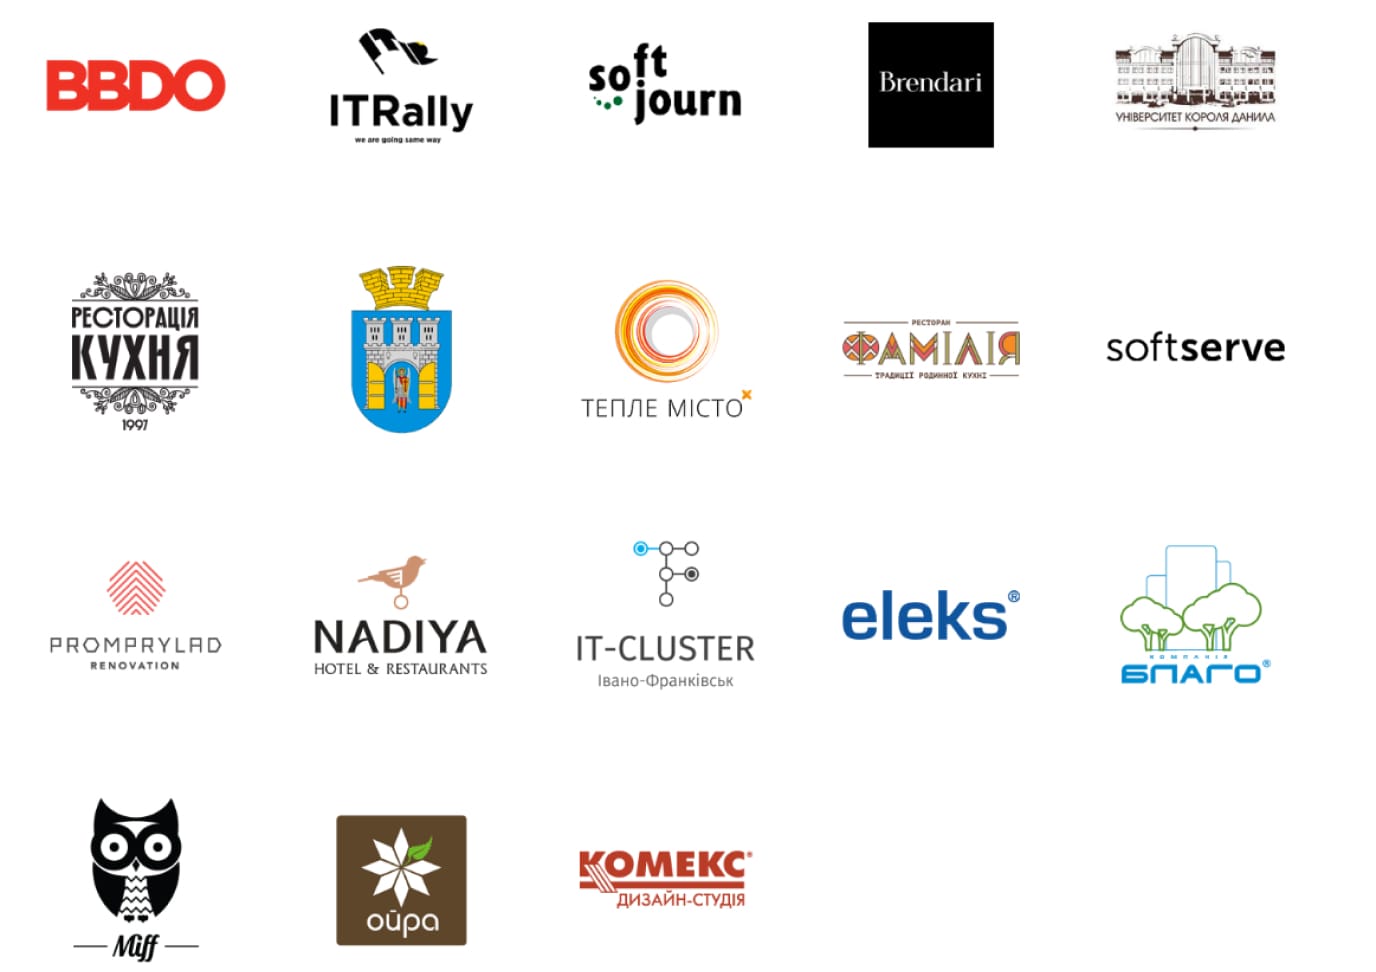 BBDO
IT R
ITRally
we are going same way
soft
journ
Brendari
УНІВЕРСИТЕТ КОРОЛЯ ДАНИЛА
РЕСТОРАЦІЯ
КУХНЯ
1997
ТЕПЛЕ МІСТО
РЕСТОРАН
ФАМІЛІЯ
ТРАДИЦІЇ РОДИННОЇ КУХНІ
softserve
PROMPRYLAD
RENOVATION
NADIYA
HOTEL & RESTAURANTS
IT-CLUSTER
Івано-Франківськ
eleks®
КОМПАНІЯ
БЛАГО®
Miff
оūра
КОМЕКС®
ДИЗАЙН-СТУДІЯ